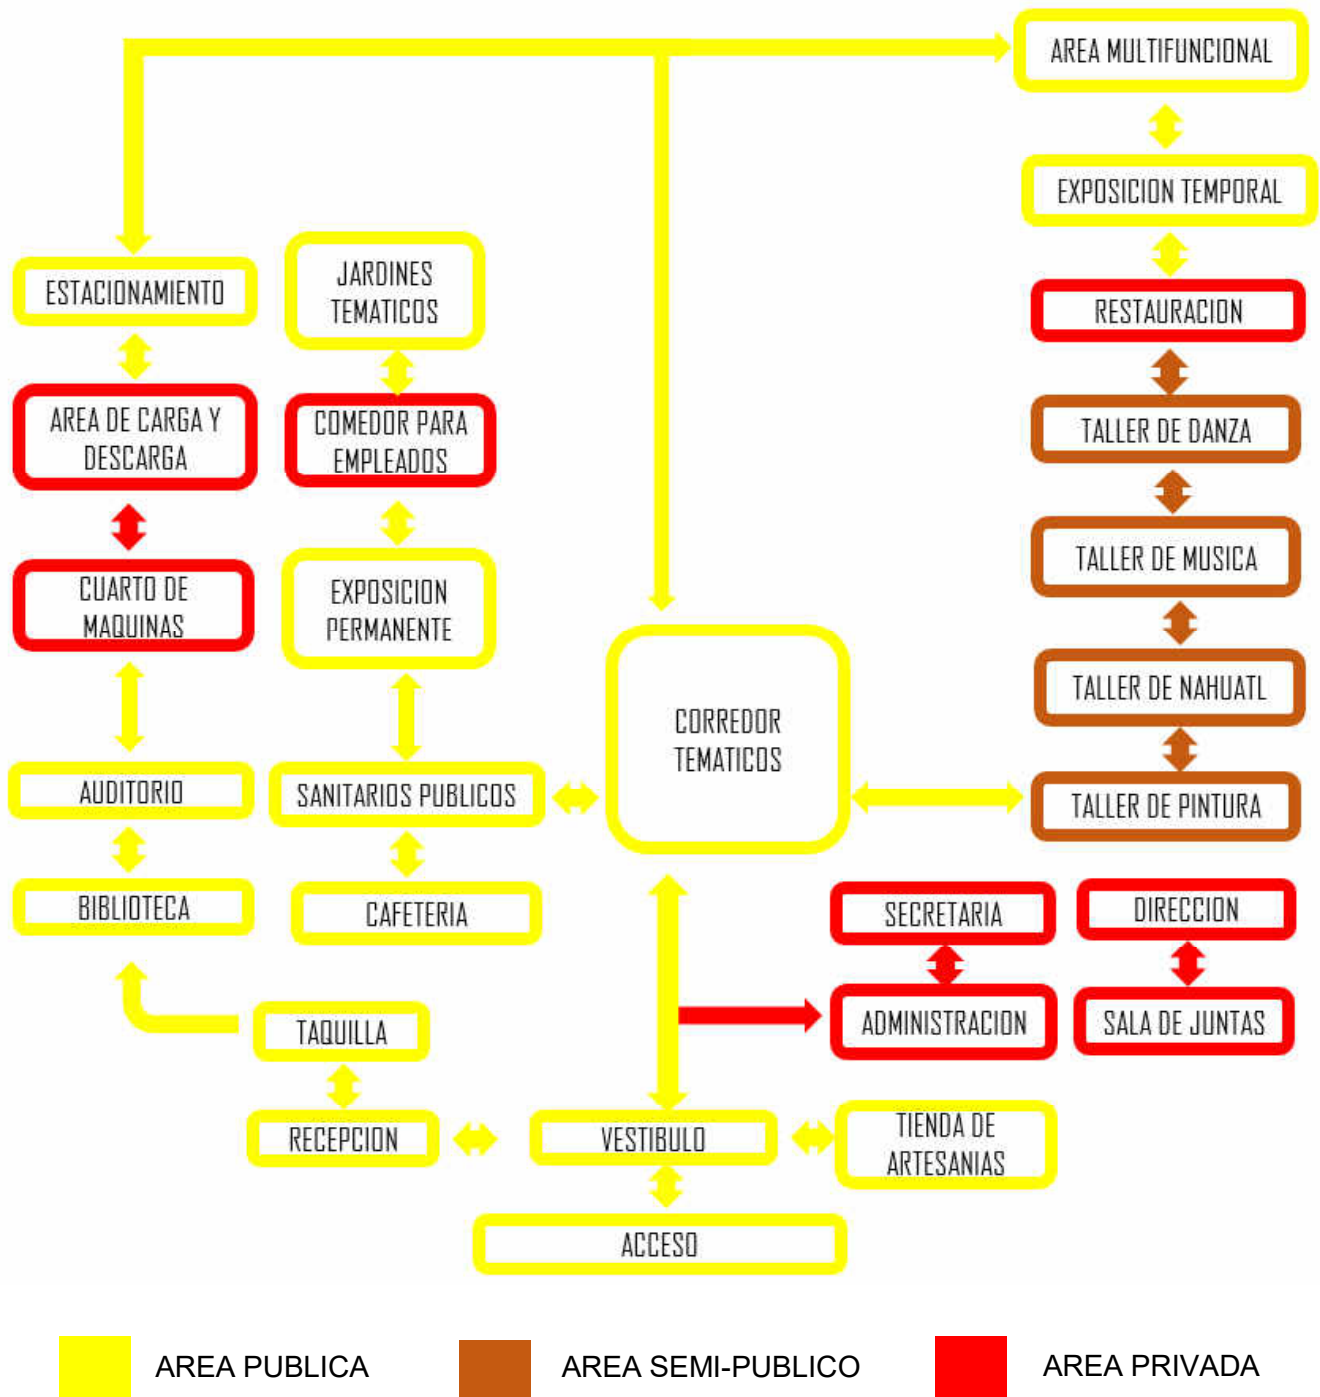 AREA MULTIFUNCIONAL
EXPOSICION TEMPORAL
ESTACIONAMIENTO
JARDINES
TEMATICOS
RESTAURACION
AREA DE CARGA Y
DESCARGA
COMEDOR PARA
EMPLEADOS
TALLER DE DANZA
TALLER DE MUSICA
CUARTO DE
MAQUINAS
EXPOSICION
PERMANENTE
TALLER DE NAHUATL
CORREDOR
TEMATICOS
AUDITORIO
SANITARIOS PUBLICOS
TALLER DE PINTURA
BIBLIOTECA
CAFETERIA
SECRETARIA
DIRECCION
TAQUILLA
ADMINISTRACION
SALA DE JUNTAS
RECEPCION
VESTIBULO
TIENDA DE
ARTESANIAS
ACCESO
AREA PUBLICA
AREA SEMI-PUBLICO
AREA PRIVADA